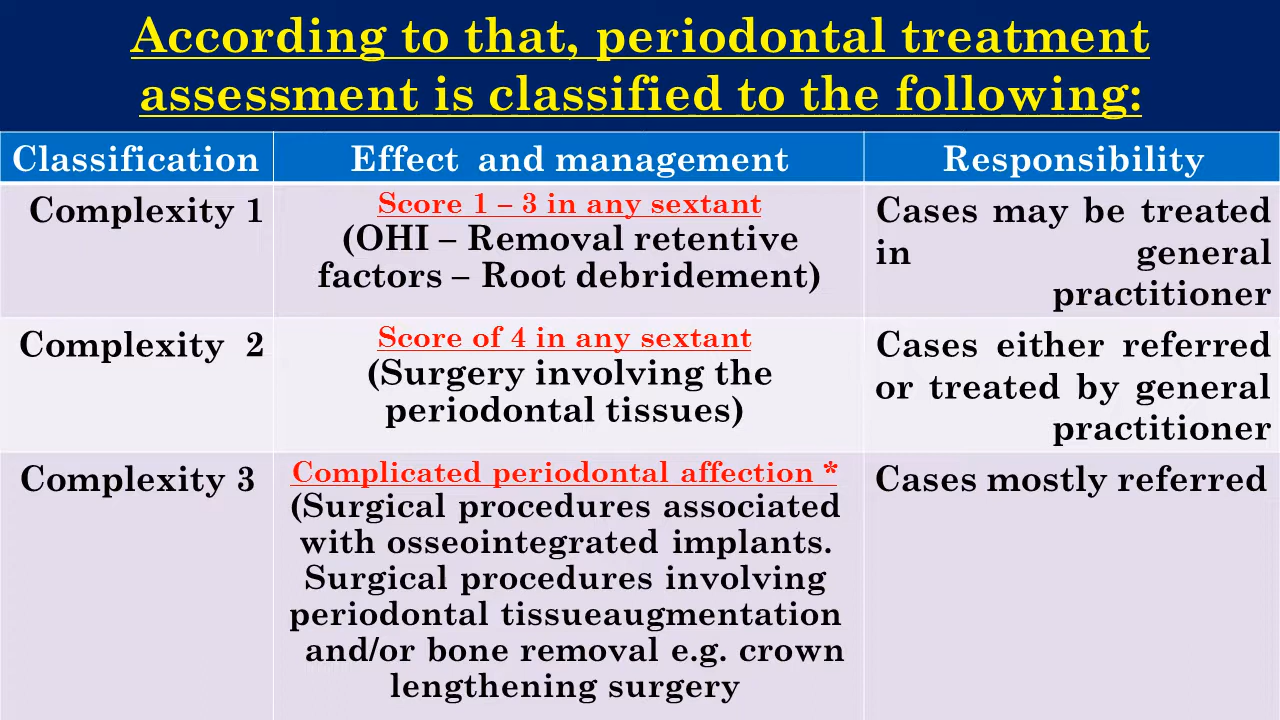 According to that, periodontal treatment
assessment is classified to the following:
Classification
Effect and management
Responsibility
Complexity 1
Score 1 – 3 in any sextant
(OHI – Removal retentive
factors – Root debridement)
Cases may be treated
in general
practitioner
Complexity 2
Score of 4 in any sextant
(Surgery involving the
periodontal tissues)
Cases either referred
or treated by general
practitioner
Complexity 3
Complicated periodontal affection *
(Surgical procedures associated
with osseointegrated implants.
Surgical procedures involving
periodontal tissueaugmentation
and/or bone removal e.g. crown
lengthening surgery
Cases mostly referred